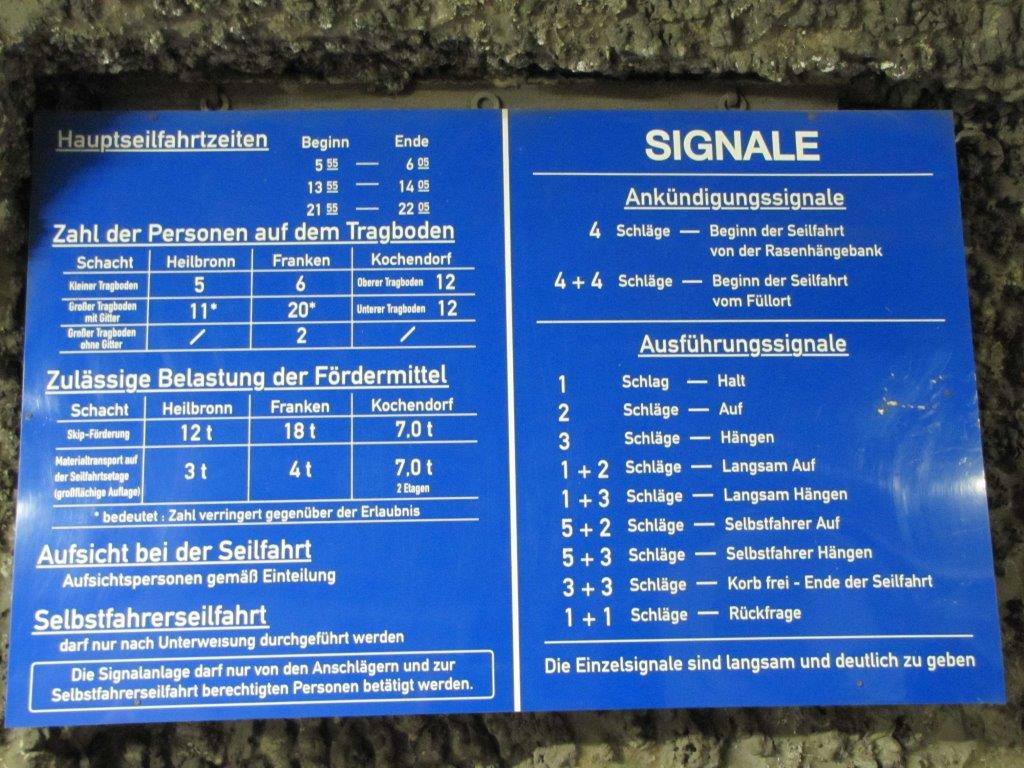 Hauptseilfahrtzeiten
Beginn Ende
5 55 — 6 05
13 55 — 14 05
21 55 — 22 05
Zahl der Personen auf dem Tragboden
Schacht Heilbronn Franken Kochendorf
Kleiner Tragboden 5 6 Oberer Tragboden 12
Großer Tragboden mit Gitter 11* 20* Unterer Tragboden 12
Großer Tragboden ohne Gitter / 2 /
Zulässige Belastung der Fördermittel
Schacht Heilbronn Franken Kochendorf
Skip-Förderung 12 t 18 t 7,0 t
Materialtransport auf
der Seilfahrtsetage 3 t 4 t 7,0 t
(großflächige Auflage) 2 Etagen
* bedeutet : Zahl verringert gegenüber der Erlaubnis
Aufsicht bei der Seilfahrt
Aufsichtspersonen gemäß Einteilung
Selbstfahrerseilfahrt
darf nur nach Unterweisung durchgeführt werden
Die Signalanlage darf nur von den Anschlägern und zur
Selbstfahrerseilfahrt berechtigten Personen betätigt werden.
SIGNALE
Ankündigungssignale
4 Schläge — Beginn der Seilfahrt
von der Rasenhängebank
4 + 4 Schläge — Beginn der Seilfahrt
vom Füllort
Ausführungssignale
1 Schlag — Halt
2 Schläge — Auf
3 Schläge — Hängen
1 + 2 Schläge — Langsam Auf
1 + 3 Schläge — Langsam Hängen
5 + 2 Schläge — Selbstfahrer Auf
5 + 3 Schläge — Selbstfahrer Hängen
3 + 3 Schläge — Korb frei - Ende der Seilfahrt
1 + 1 Schläge — Rückfrage
Die Einzelsignale sind langsam und deutlich zu geben